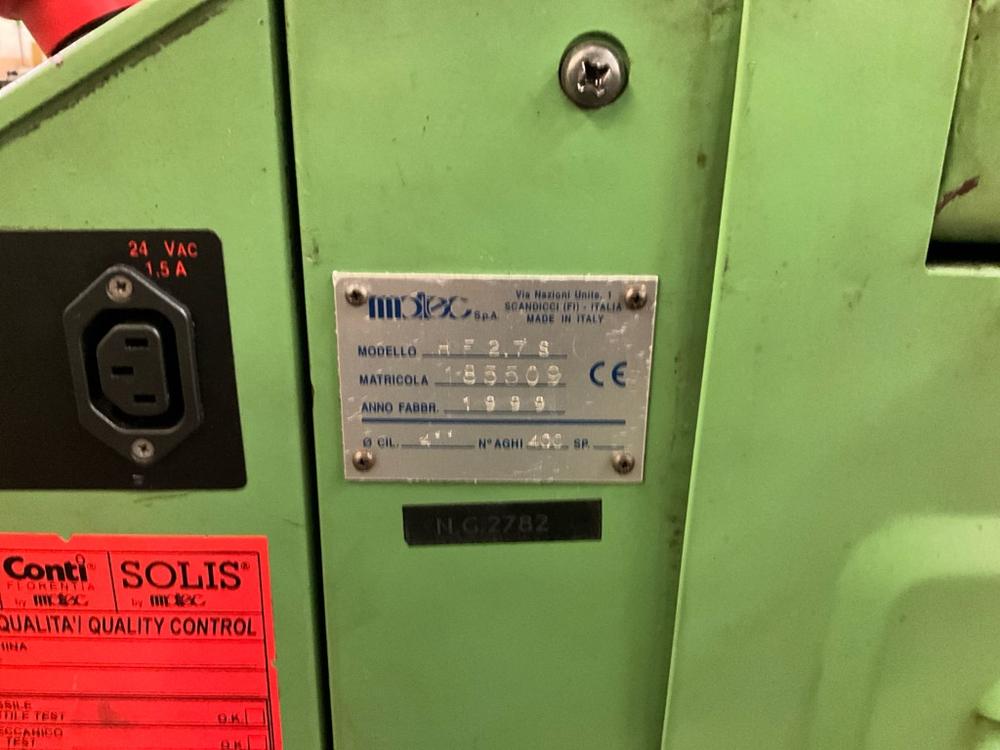 24 VAC
1,5 A
matec S.p.A.
Via Nazioni Unite, 1
SCANDICCI (FI) - ITALIA
MADE IN ITALY
MODELLO H F 2.7 S
MATRICOLA 185509
CE
ANNO FABBR. 1999
Ø CIL. 4" N° AGHI 400 SP.
N.G.2782
Conti® SOLIS®
FLORENTIA
by matec by matec
QUALITA'/ QUALITY CONTROL
TEST O.K.
TEST O.K.